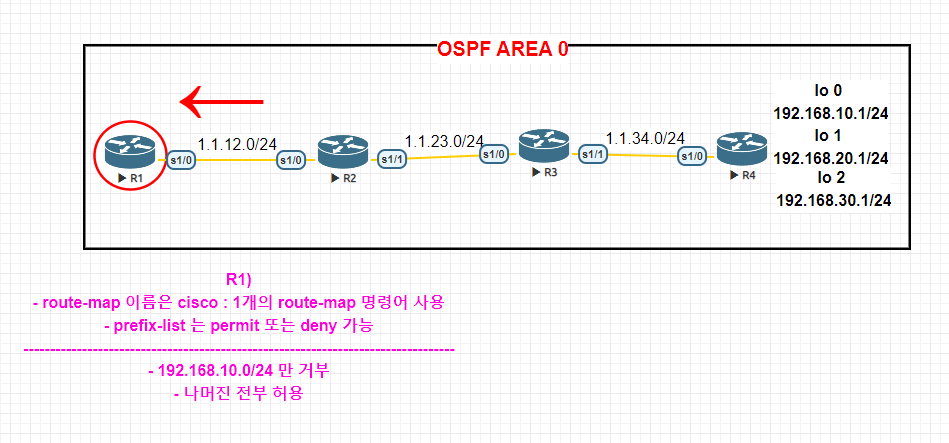 OSPF AREA 0
lo 0
192.168.10.1/24
lo 1
192.168.20.1/24
lo 2
192.168.30.1/24
1.1.12.0/24
1.1.23.0/24
1.1.34.0/24
s1/0
s1/0
s1/1
s1/0
s1/1
s1/0
R1
R2
R3
R4
R1)
- route-map 이름은 cisco : 1개의 route-map 명령어 사용
- prefix-list 는 permit 또는 deny 가능
--------------------------------------------------------------------------------
- 192.168.10.0/24 만 거부
- 나머진 전부 허용